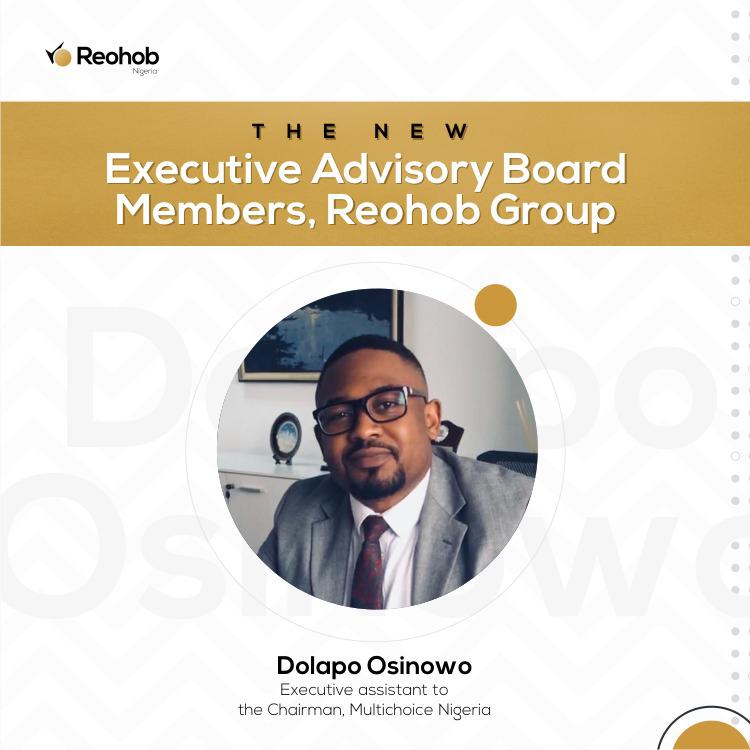 Reohob
Nigeria
THE NEW
Executive Advisory Board
Members, Reohob Group
Dolapo
Osinowo
Dolapo Osinowo
Executive assistant to
the Chairman, Multichoice Nigeria